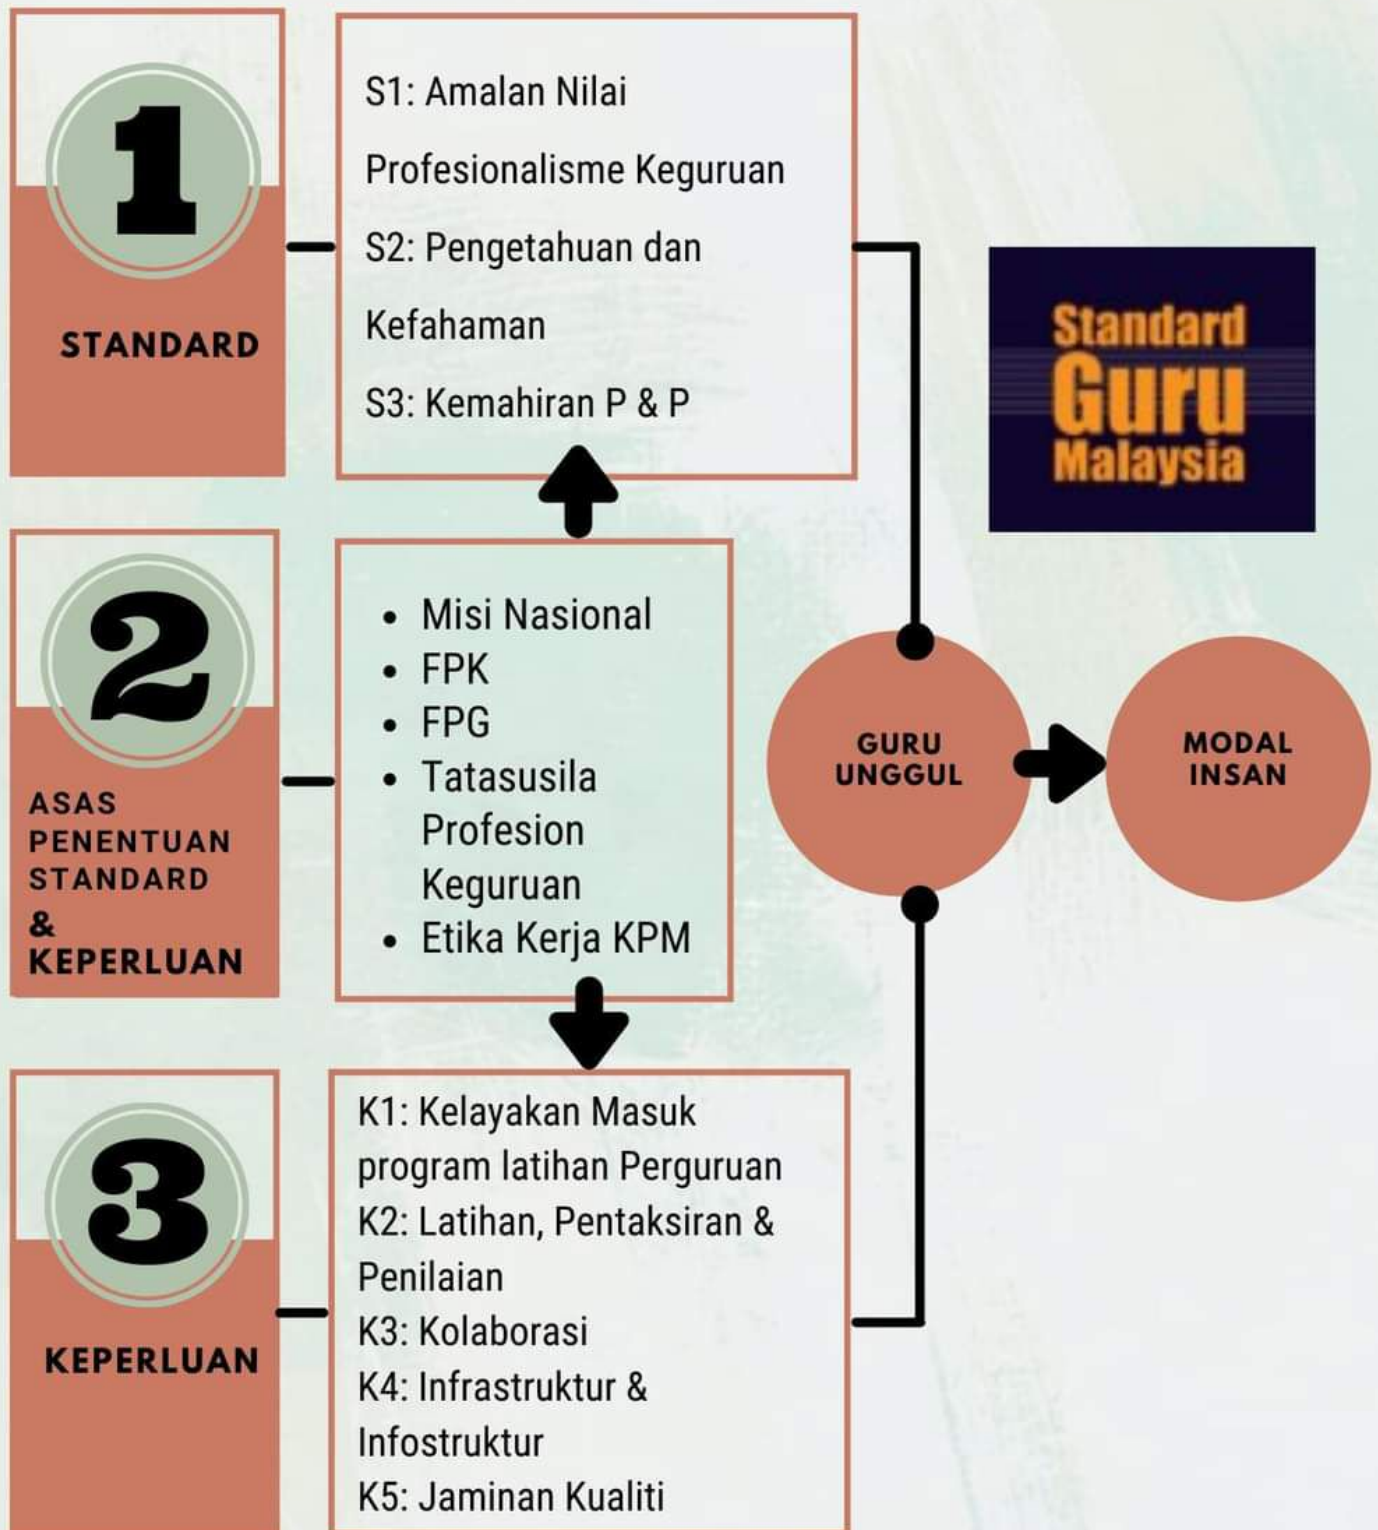 1
STANDARD
S1: Amalan Nilai
Profesionalisme Keguruan
S2: Pengetahuan dan
Kefahaman
S3: Kemahiran P & P
Standard
Guru
Malaysia
2
ASAS
PENENTUAN
STANDARD
&
KEPERLUAN
• Misi Nasional
• FPK
• FPG
• Tatasusila
Profesion
Keguruan
• Etika Kerja KPM
GURU
UNGGUL
MODAL
INSAN
3
KEPERLUAN
K1: Kelayakan Masuk
program latihan Perguruan
K2: Latihan, Pentaksiran &
Penilaian
K3: Kolaborasi
K4: Infrastruktur &
Infostruktur
K5: Jaminan Kualiti